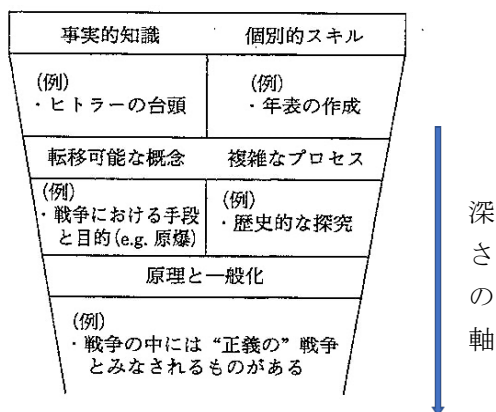 事実的知識 個別的スキル
(例)
・ヒトラーの台頭
(例)
・年表の作成
転移可能な概念 複雑なプロセス
(例)
・戦争における手段
と目的(e.g. 原爆)
(例)
・歴史的な探究
原理と一般化
(例)
・戦争の中には“正義の”戦争
とみなされるものがある
深さの軸